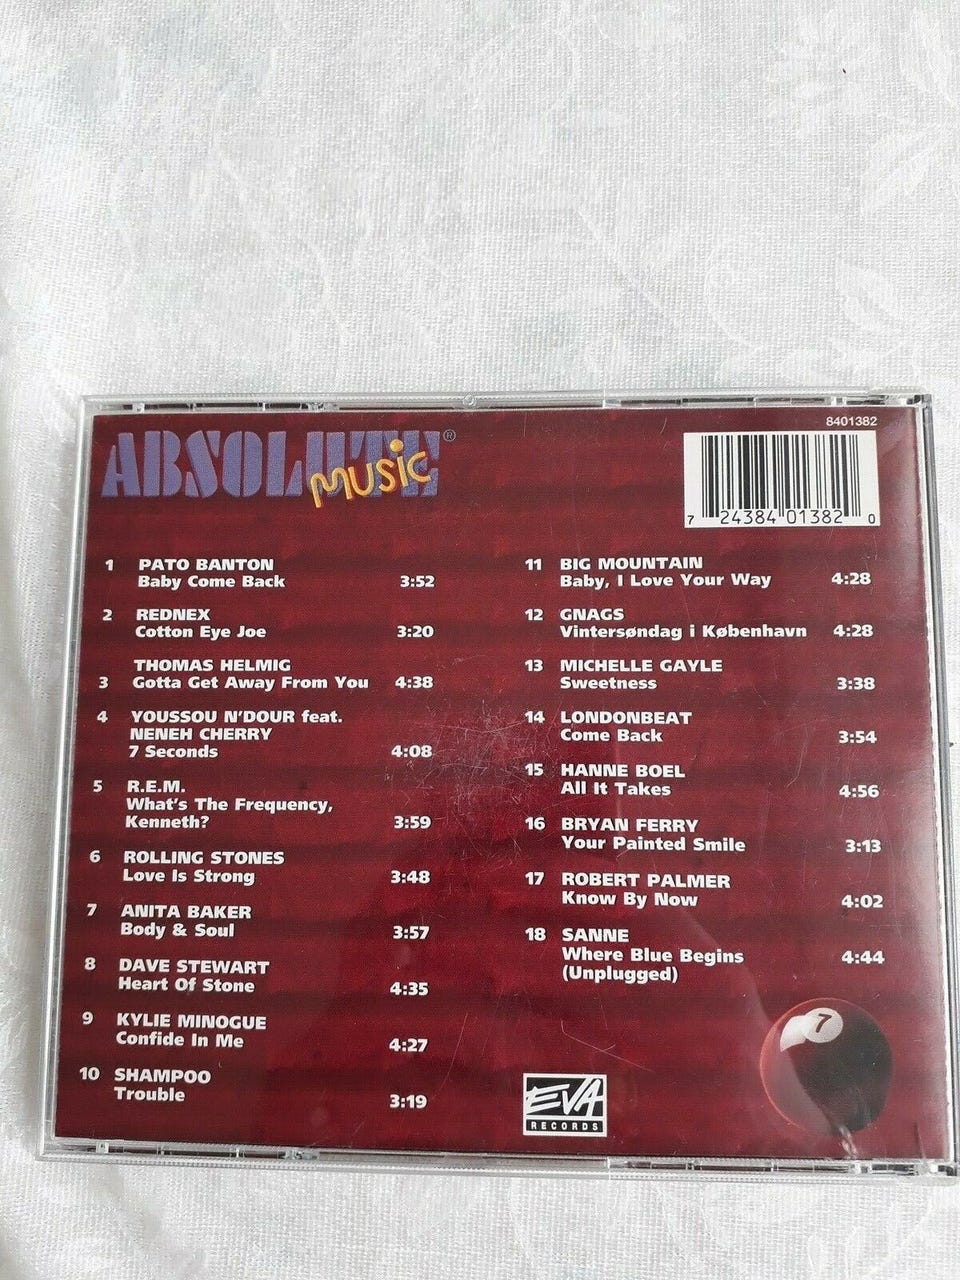 ABSOLUTE®
MUSIC
8401382
7 24384 01382 0
1 PATO BANTON
Baby Come Back 3:52
2 REDNEX
Cotton Eye Joe 3:20
THOMAS HELMIG
3 Gotta Get Away From You 4:38
4 YOUSSOU N'DOUR feat.
NENEH CHERRY
7 Seconds 4:08
5 R.E.M.
What's The Frequency,
Kenneth? 3:59
6 ROLLING STONES
Love Is Strong 3:48
7 ANITA BAKER
Body & Soul 3:57
8 DAVE STEWART
Heart Of Stone 4:35
9 KYLIE MINOGUE
Confide In Me 4:27
10 SHAMPOO
Trouble 3:19
11 BIG MOUNTAIN
Baby, I Love Your Way 4:28
12 GNAGS
Vintersøndag i København 4:28
13 MICHELLE GAYLE
Sweetness 3:38
14 LONDONBEAT
Come Back 3:54
15 HANNE BOEL
All It Takes 4:56
16 BRYAN FERRY
Your Painted Smile 3:13
17 ROBERT PALMER
Know By Now 4:02
18 SANNE
Where Blue Begins 4:44
(Unplugged)
7
EVA
RECORDS